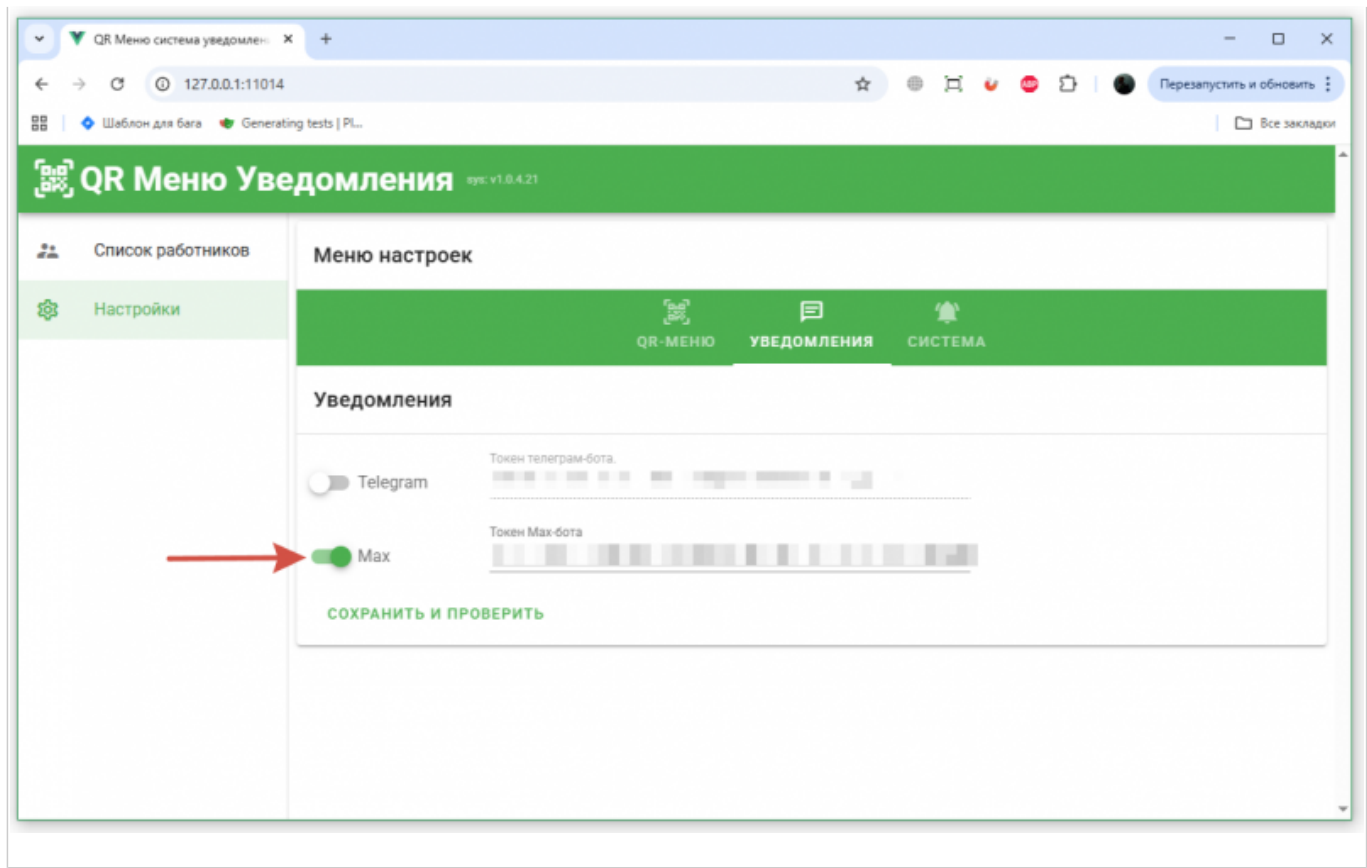 QR Меню система уведомлен
127.0.0.1:11014
Перезапустить и обновить
Шаблон для бага
Generating tests | Pl...
Все закладки
QR Меню Уведомления sys: v1.0.4.21
Список работников
Настройки
Меню настроек
QR-МЕНЮ
УВЕДОМЛЕНИЯ
СИСТЕМА
Уведомления
Токен телеграм-бота.
Telegram
Токен Max-бота
Max
СОХРАНИТЬ И ПРОВЕРИТЬ